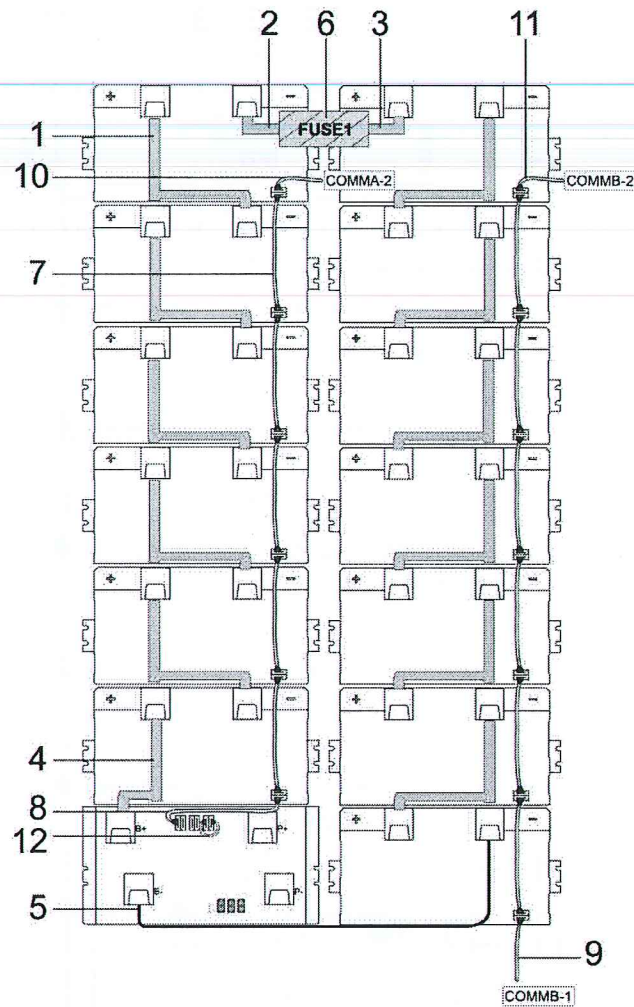 2 6 3 11
+ - + -
FUSE1
1
10 COMMA-2 COMMB-2
+ - + -
7
+ - + -
+ - + -
+ - + -
+ - + -
4
8 B+ P+ + -
12
5 B- P-
9
COMMB-1